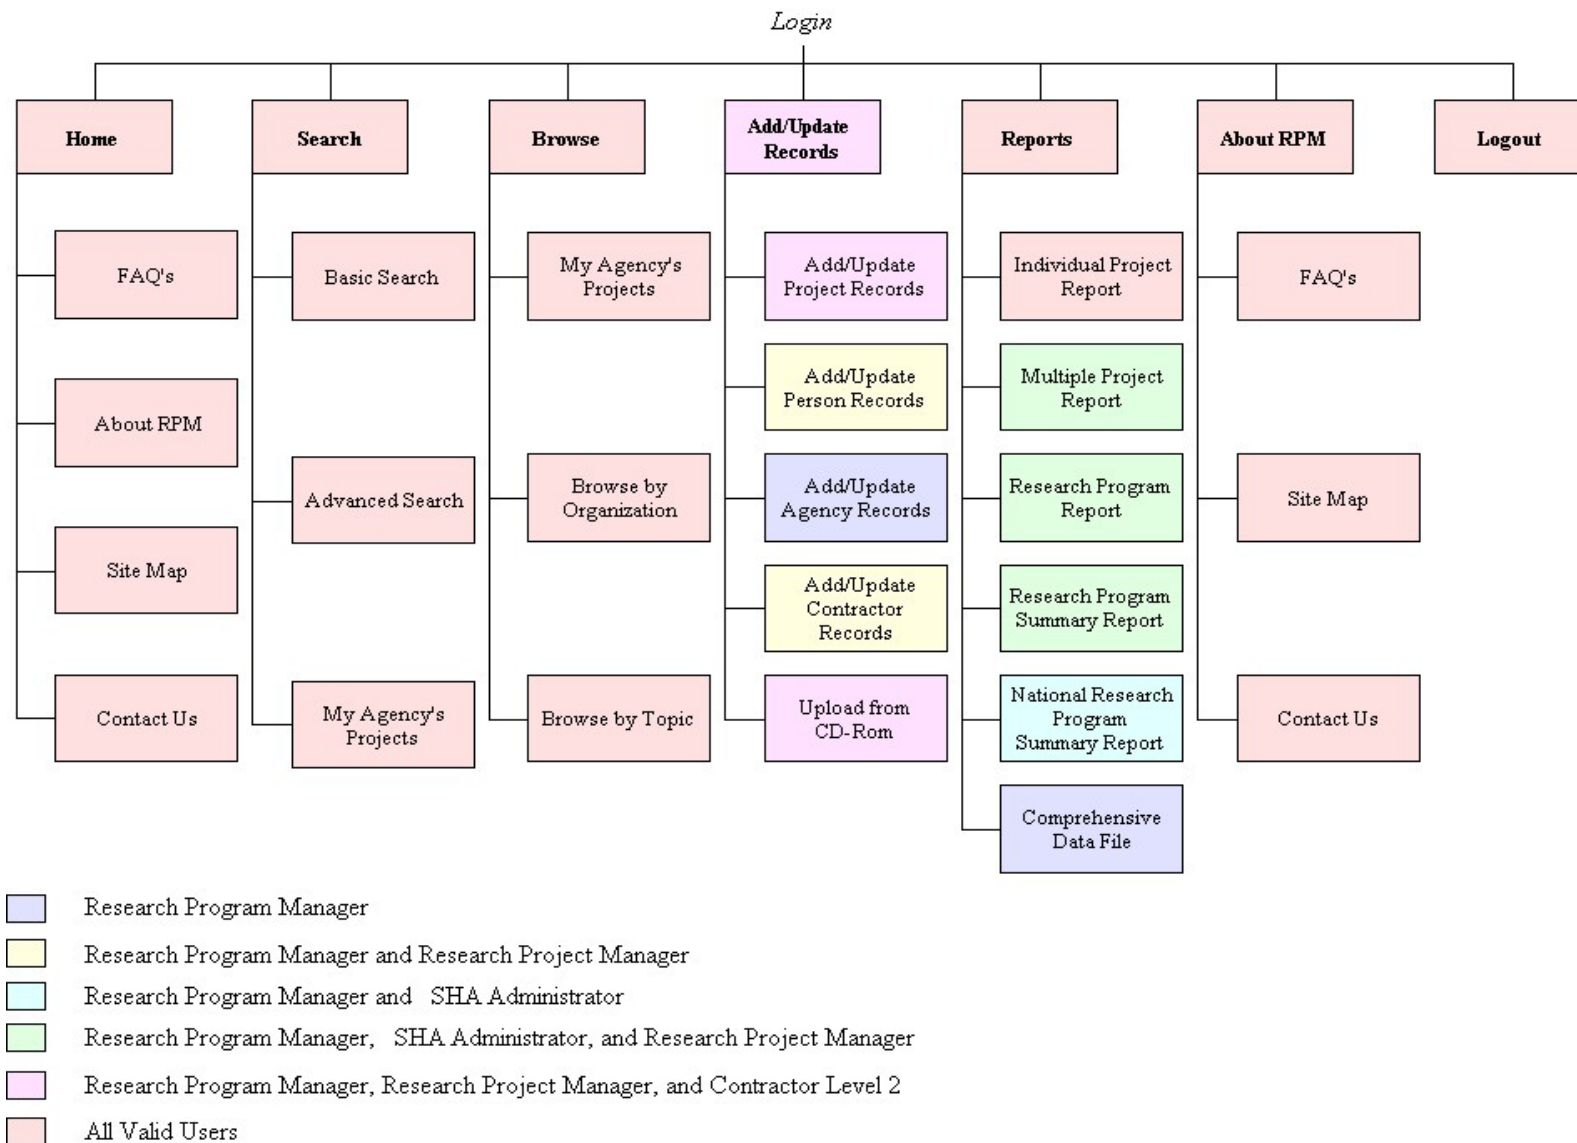 Login
Home
Search
Browse
Add/Update
Records
Reports
About RPM
Logout
FAQ's
About RPM
Site Map
Contact Us
Basic Search
Advanced Search
My Agency's
Projects
My Agency's
Projects
Browse by
Organization
Browse by Topic
Add/Update
Project Records
Add/Update
Person Records
Add/Update
Agency Records
Add/Update
Contractor
Records
Upload from
CD-Rom
Individual Project
Report
Multiple Project
Report
Research Program
Report
Research Program
Summary Report
National Research
Program
Summary Report
Comprehensive
Data File
FAQ's
Site Map
Contact Us
Research Program Manager
Research Program Manager and Research Project Manager
Research Program Manager and SHA Administrator
Research Program Manager, SHA Administrator, and Research Project Manager
Research Program Manager, Research Project Manager, and Contractor Level 2
All Valid Users